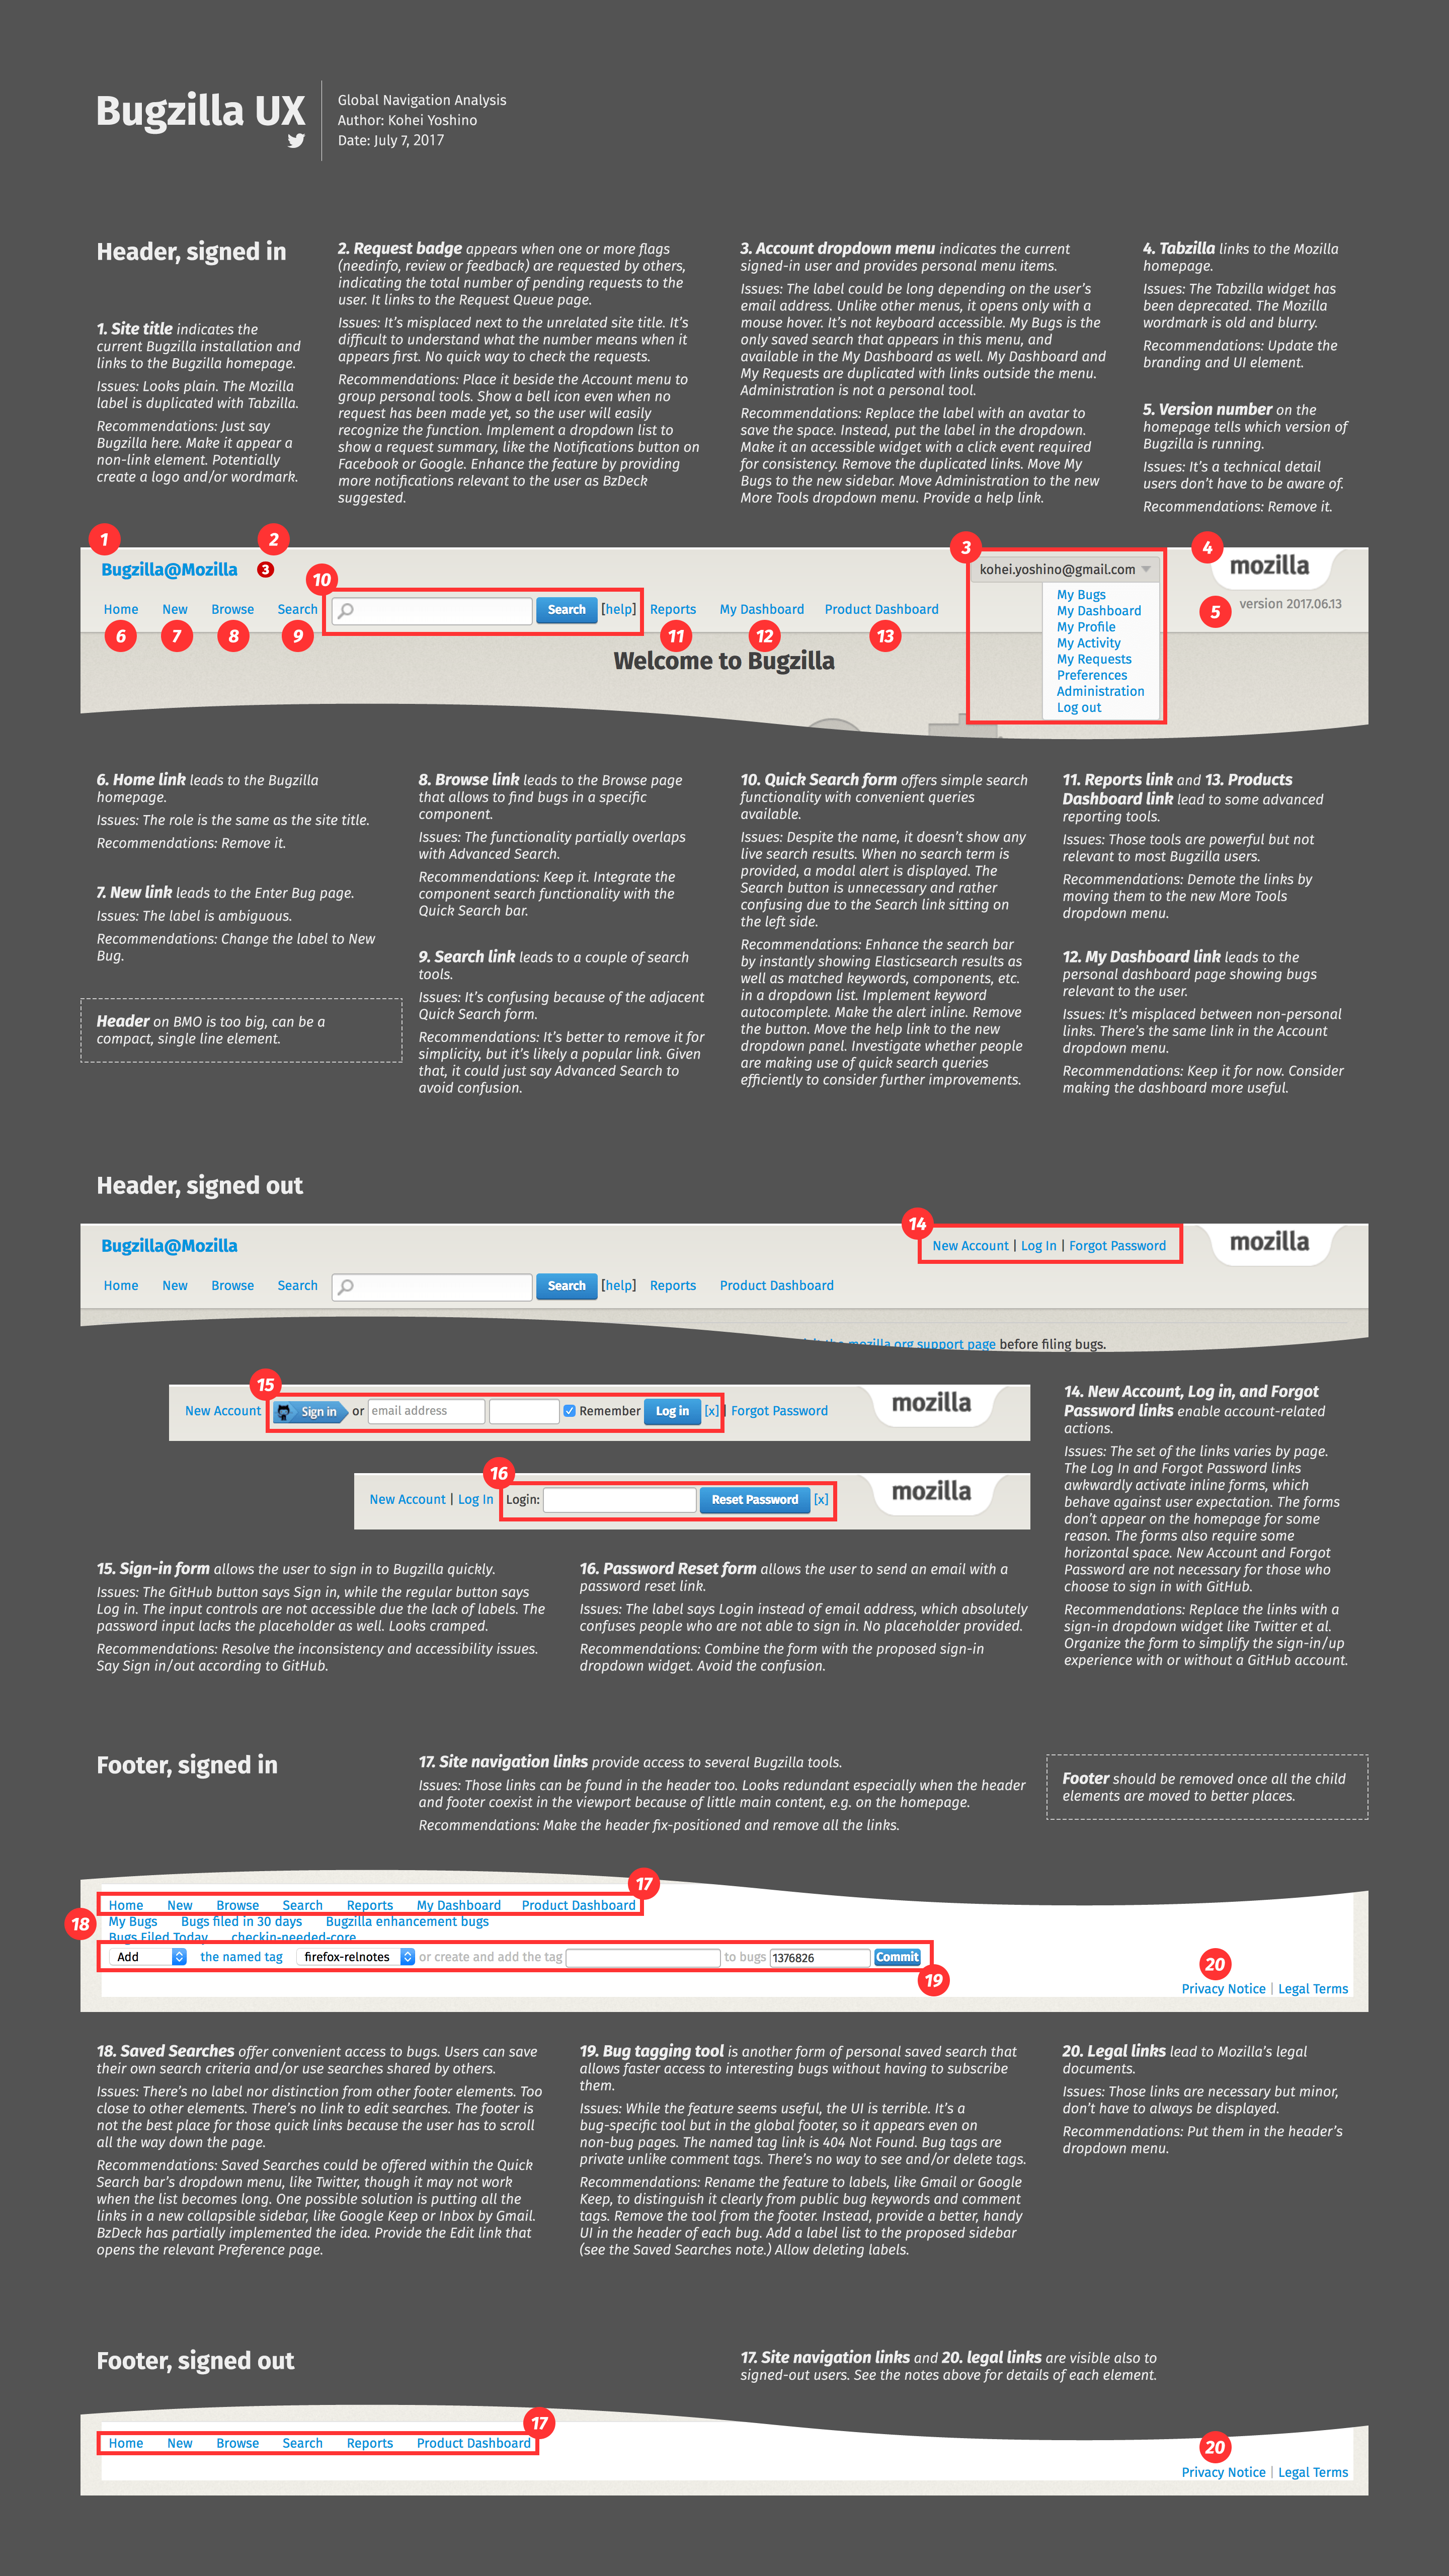 Bugzilla UX
Global Navigation Analysis
Author: Kohei Yoshino
Date: July 7, 2017
Header, signed in
1. Site title indicates the
current Bugzilla installation and
links to the Bugzilla homepage.
Issues: Looks plain. The Mozilla
label is duplicated with Tabzilla.
Recommendations: Just say
Bugzilla here. Make it appear a
non-link element. Potentially
create a logo and/or wordmark.
2. Request badge appears when one or more flags
(needinfo, review or feedback) are requested by others,
indicating the total number of pending requests to the
user. It links to the Request Queue page.
Issues: It's misplaced next to the unrelated site title. It's
difficult to understand what the number means when it
appears first. No quick way to check the requests.
Recommendations: Place it beside the Account menu to
group personal tools. Show a bell icon even when no
request has been made yet, so the user will easily
recognize the function. Implement a dropdown list to
show a request summary, like the Notifications button on
Facebook or Google. Enhance the feature by providing
more notifications relevant to the user as BzDeck
suggested.
3. Account dropdown menu indicates the current
signed-in user and provides personal menu items.
Issues: The label could be long depending on the user's
email address. Unlike other menus, it opens only with a
mouse hover. It's not keyboard accessible. My Bugs is the
only saved search that appears in this menu, and
available in the My Dashboard as well. My Dashboard and
My Requests are duplicated with links outside the menu.
Administration is not a personal tool.
Recommendations: Replace the label with an avatar to
save the space. Instead, put the label in the dropdown.
Make it an accessible widget with a click event required
for consistency. Remove the duplicated links. Move My
Bugs to the new sidebar. Move Administration to the new
More Tools dropdown menu. Provide a help link.
4. Tabzilla links to the Mozilla
homepage.
Issues: The Tabzilla widget has
been deprecated. The Mozilla
wordmark is old and blurry.
Recommendations: Update the
branding and UI element.
5. Version number on the
homepage tells which version of
Bugzilla is running.
Issues: It's a technical detail
users don't have to be aware of.
Recommendations: Remove it.
1
2
3
4
Bugzilla@Mozilla
3
kohei.yoshino@gmail.com
mozilla
10
5
version 2017.06.13
Home New Browse Search Search [help] Reports My Dashboard Product Dashboard
6 7 8 9 11 12 13
My Bugs
My Dashboard
My Profile
My Activity
My Requests
Preferences
Administration
Log out
Welcome to Bugzilla
6. Home link leads to the Bugzilla
homepage.
Issues: The role is the same as the site title.
Recommendations: Remove it.
7. New link leads to the Enter Bug page.
Issues: The label is ambiguous.
Recommendations: Change the label to New
Bug.
Header on BMO is too big, can be a
compact, single line element.
8. Browse link leads to the Browse page
that allows to find bugs in a specific
component.
Issues: The functionality partially overlaps
with Advanced Search.
Recommendations: Keep it. Integrate the
component search functionality with the
Quick Search bar.
9. Search link leads to a couple of search
tools.
Issues: It's confusing because of the adjacent
Quick Search form.
Recommendations: It's better to remove it for
simplicity, but it's likely a popular link. Given
that, it could just say Advanced Search to
avoid confusion.
10. Quick Search form offers simple search
functionality with convenient queries
available.
Issues: Despite the name, it doesn't show any
live search results. When no search term is
provided, a modal alert is displayed. The
Search button is unnecessary and rather
confusing due to the Search link sitting on
the left side.
Recommendations: Enhance the search bar
by instantly showing Elasticsearch results as
well as matched keywords, components, etc.
in a dropdown list. Implement keyword
autocomplete. Make the alert inline. Remove
the button. Move the help link to the new
dropdown panel. Investigate whether people
are making use of quick search queries
efficiently to consider further improvements.
11. Reports link and 13. Products
Dashboard link lead to some advanced
reporting tools.
Issues: Those tools are powerful but not
relevant to most Bugzilla users.
Recommendations: Demote the links by
moving them to the new More Tools
dropdown menu.
12. My Dashboard link leads to the
personal dashboard page showing bugs
relevant to the user.
Issues: It's misplaced between non-personal
links. There's the same link in the Account
dropdown menu.
Recommendations: Keep it for now. Consider
making the dashboard more useful.
Header, signed out
14
Bugzilla@Mozilla
New Account | Log In | Forgot Password
mozilla
Home New Browse Search Search [help] Reports Product Dashboard
the mozilla.org support page before filing bugs.
15
New Account Sign in or email address Remember Log in [x] | Forgot Password
mozilla
16
New Account | Log In Login: Reset Password [x]
mozilla
14. New Account, Log in, and Forgot
Password links enable account-related
actions.
Issues: The set of the links varies by page.
The Log In and Forgot Password links
awkwardly activate inline forms, which
behave against user expectation. The forms
don't appear on the homepage for some
reason. The forms also require some
horizontal space. New Account and Forgot
Password are not necessary for those who
choose to sign in with GitHub.
Recommendations: Replace the links with a
sign-in dropdown widget like Twitter et al.
Organize the form to simplify the sign-in/up
experience with or without a GitHub account.
15. Sign-in form allows the user to sign in to Bugzilla quickly.
Issues: The GitHub button says Sign in, while the regular button says
Log in. The input controls are not accessible due the lack of labels. The
password input lacks the placeholder as well. Looks cramped.
Recommendations: Resolve the inconsistency and accessibility issues.
Say Sign in/out according to GitHub.
16. Password Reset form allows the user to send an email with a
password reset link.
Issues: The label says Login instead of email address, which absolutely
confuses people who are not able to sign in. No placeholder provided.
Recommendations: Combine the form with the proposed sign-in
dropdown widget. Avoid the confusion.
Footer, signed in
17. Site navigation links provide access to several Bugzilla tools.
Issues: Those links can be found in the header too. Looks redundant especially when the header
and footer coexist in the viewport because of little main content, e.g. on the homepage.
Recommendations: Make the header fix-positioned and remove all the links.
Footer should be removed once all the child
elements are moved to better places.
17
Home New Browse Search Reports My Dashboard Product Dashboard
18
My Bugs Bugs filed in 30 days Bugzilla enhancement bugs
Bugs Filed Today checkin-needed-core
Add the named tag firefox-relnotes or create and add the tag to bugs 1376826 Commit
19
20
Privacy Notice | Legal Terms
18. Saved Searches offer convenient access to bugs. Users can save
their own search criteria and/or use searches shared by others.
Issues: There's no label nor distinction from other footer elements. Too
close to other elements. There's no link to edit searches. The footer is
not the best place for those quick links because the user has to scroll
all the way down the page.
Recommendations: Saved Searches could be offered within the Quick
Search bar's dropdown menu, like Twitter, though it may not work
when the list becomes long. One possible solution is putting all the
links in a new collapsible sidebar, like Google Keep or Inbox by Gmail.
BzDeck has partially implemented the idea. Provide the Edit link that
opens the relevant Preference page.
19. Bug tagging tool is another form of personal saved search that
allows faster access to interesting bugs without having to subscribe
them.
Issues: While the feature seems useful, the UI is terrible. It's a
bug-specific tool but in the global footer, so it appears even on
non-bug pages. The named tag link is 404 Not Found. Bug tags are
private unlike comment tags. There's no way to see and/or delete tags.
Recommendations: Rename the feature to labels, like Gmail or Google
Keep, to distinguish it clearly from public bug keywords and comment
tags. Remove the tool from the footer. Instead, provide a better, handy
UI in the header of each bug. Add a label list to the proposed sidebar
(see the Saved Searches note.) Allow deleting labels.
20. Legal links lead to Mozilla's legal
documents.
Issues: Those links are necessary but minor,
don't have to always be displayed.
Recommendations: Put them in the header's
dropdown menu.
Footer, signed out
17. Site navigation links and 20. legal links are visible also to
signed-out users. See the notes above for details of each element.
17
Home New Browse Search Reports Product Dashboard
20
Privacy Notice | Legal Terms